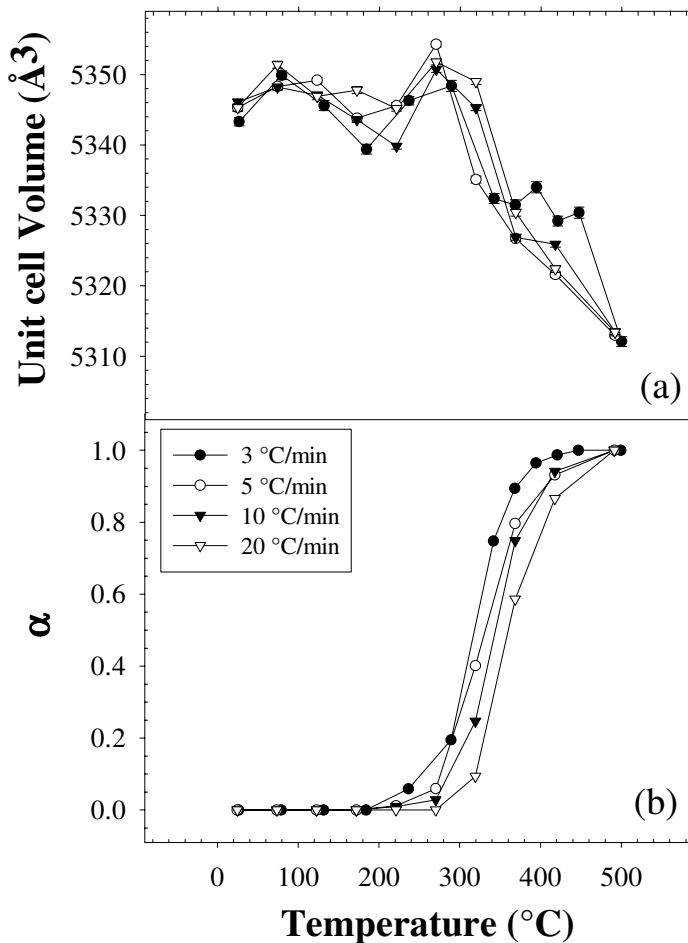 Unit cell Volume (Å3)
5350
5340
5330
5320
5310
(a)
3 °C/min
5 °C/min
10 °C/min
20 °C/min
α
1.0
0.8
0.6
0.4
0.2
0.0
(b)
0 100 200 300 400 500
Temperature (°C)